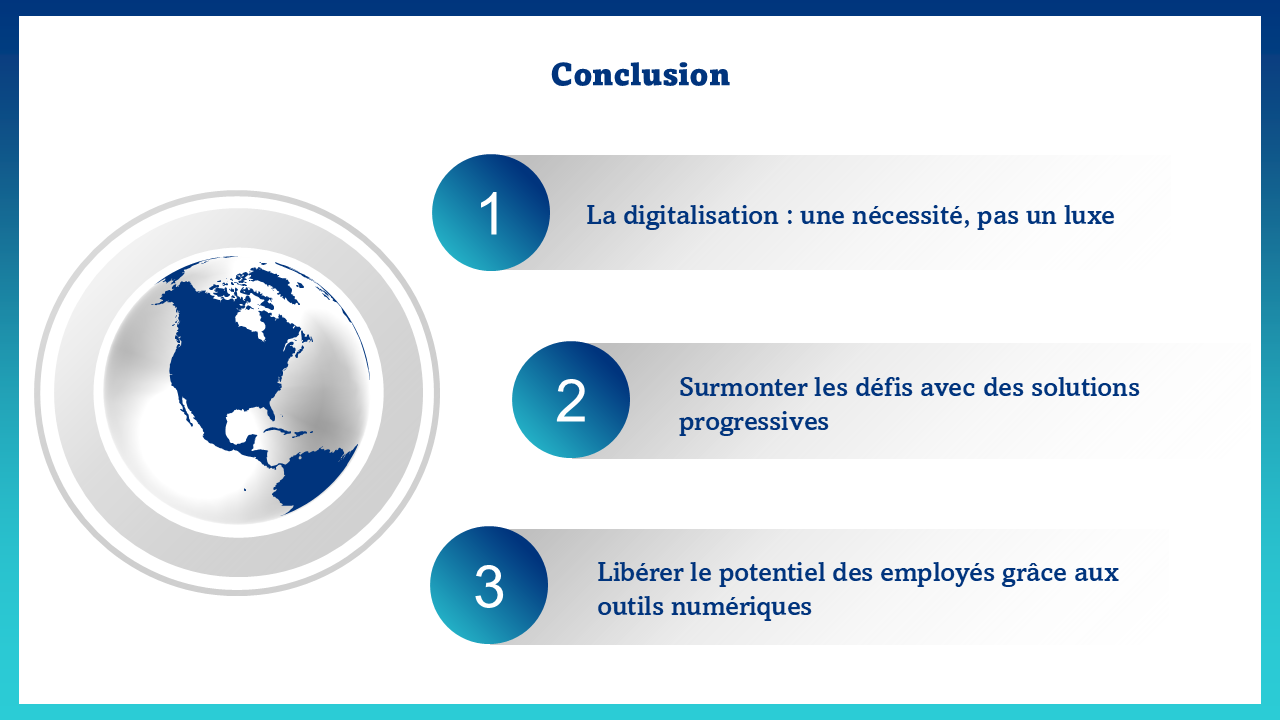 Conclusion
1
La digitalisation : une nécessité, pas un luxe
2
Surmonter les défis avec des solutions
progressives
3
Libérer le potentiel des employés grâce aux
outils numériques